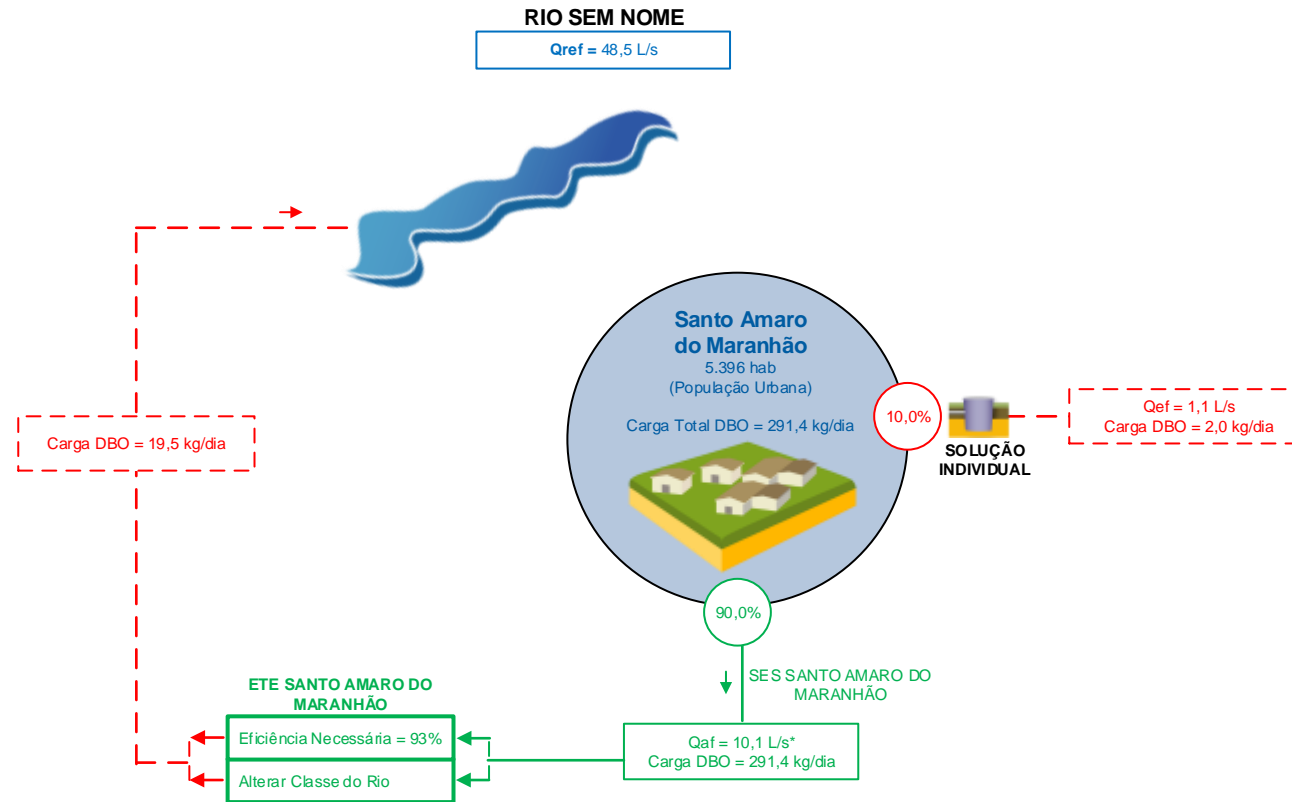 RIO SEM NOME
Qref = 48,5 L/s
Santo Amaro
do Maranhão
5.396 hab
(População Urbana)
Carga Total DBO = 291,4 kg/dia
10,0%
SOLUÇÃO
INDIVIDUAL
Qef = 1,1 L/s
Carga DBO = 2,0 kg/dia
Carga DBO = 19,5 kg/dia
90,0%
SES SANTO AMARO DO
MARANHÃO
ETE SANTO AMARO DO
MARANHÃO
Eficiência Necessária = 93%
Alterar Classe do Rio
Qaf = 10,1 L/s*
Carga DBO = 291,4 kg/dia